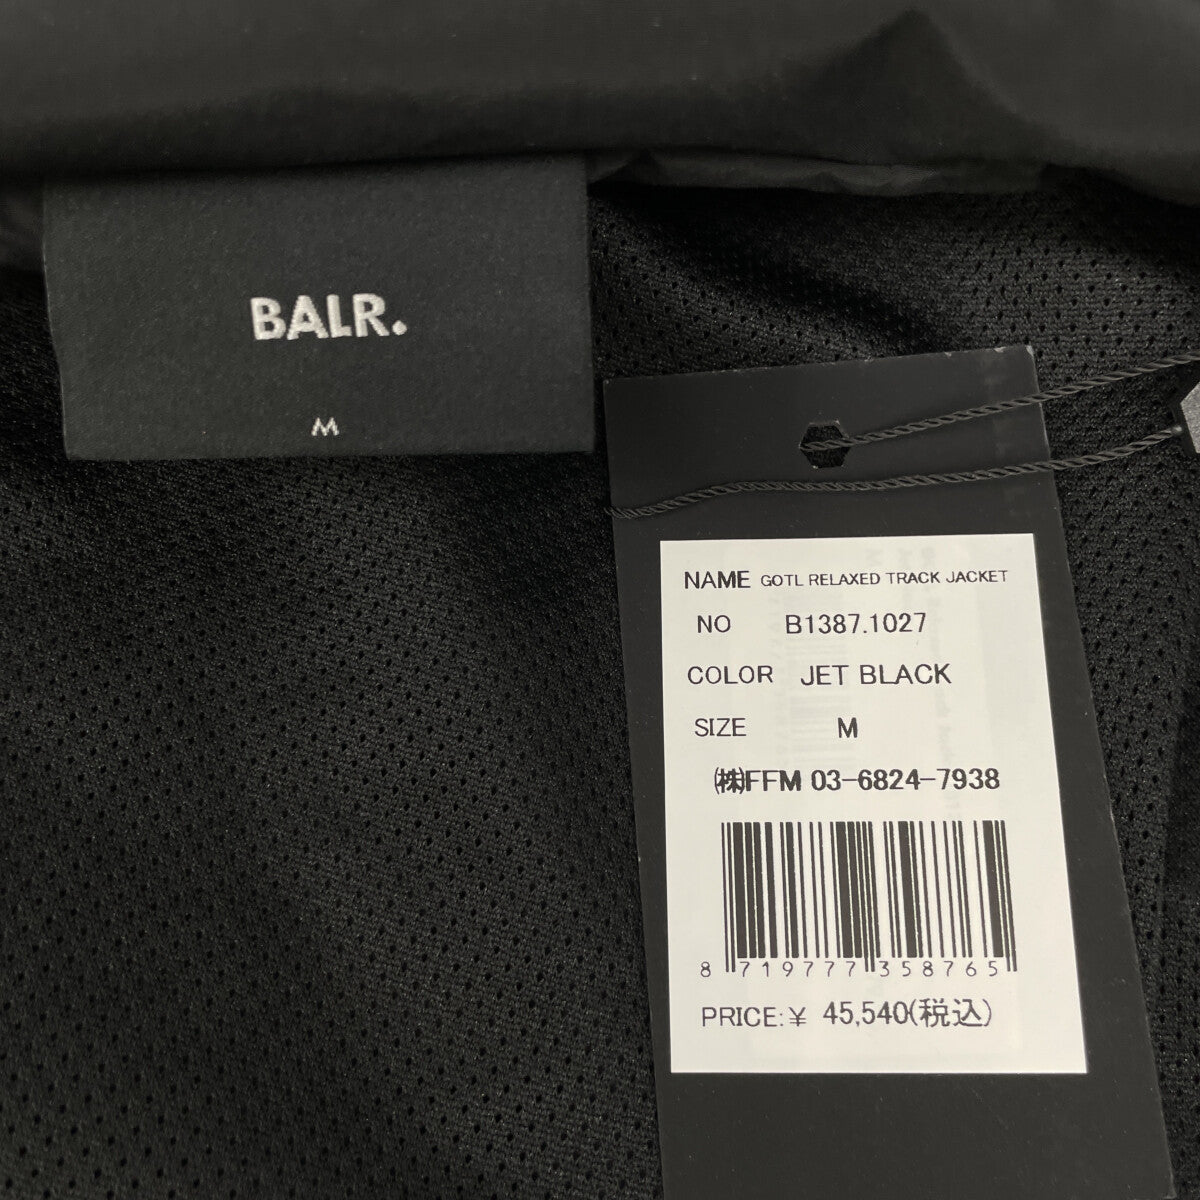 BALR.
M
NAME GOTL RELAXED TRACK JACKET
NO B1387.1027
COLOR JET BLACK
SIZE M
㈱FFM 03-6824-7938
8 719777 358765
PRICE:¥ 45,540(税込)